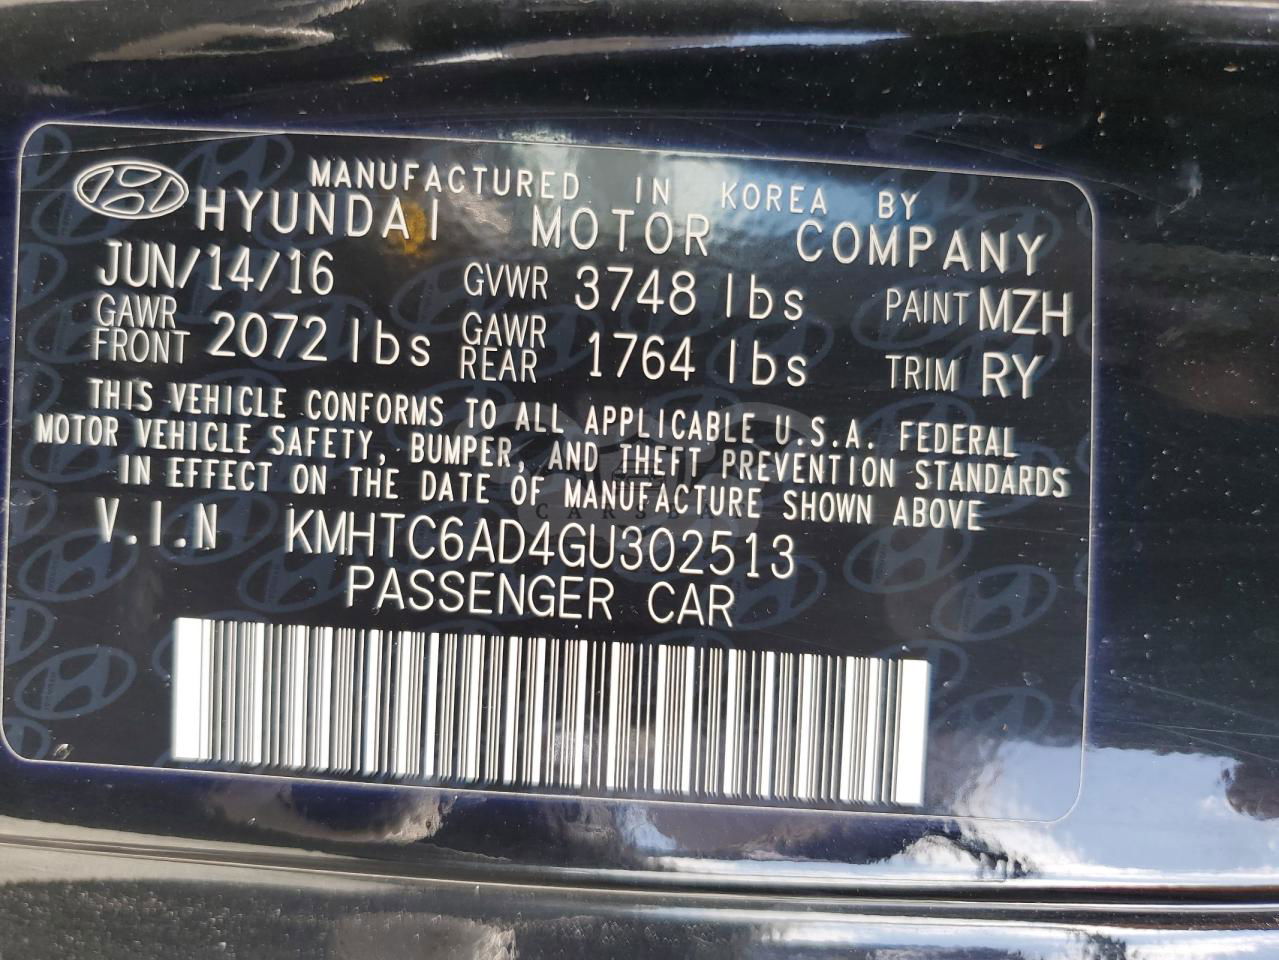 MANUFACTURED IN KOREA BY
HYUNDAI MOTOR COMPANY
JUN/14/16 GVWR 3748 lbs PAINT MZH
GAWR FRONT 2072 lbs GAWR REAR 1764 lbs TRIM RY
THIS VEHICLE CONFORMS TO ALL APPLICABLE U.S.A. FEDERAL
MOTOR VEHICLE SAFETY, BUMPER, AND THEFT PREVENTION STANDARDS
IN EFFECT ON THE DATE OF MANUFACTURE SHOWN ABOVE
V.I.N KMHTC6AD4GU302513
PASSENGER CAR